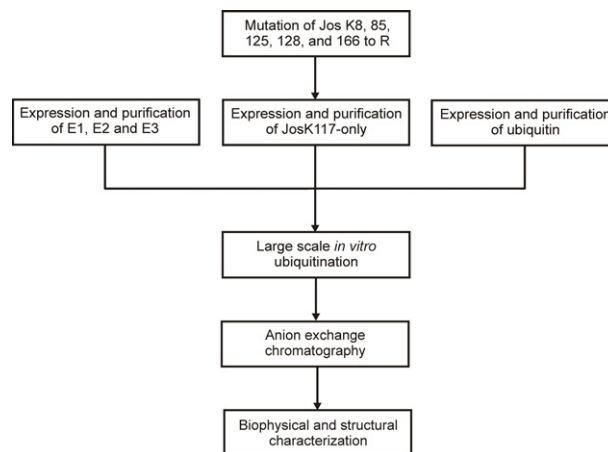 Mutation of Jos K8, 85,
125, 128, and 166 to R
Expression and purification
of E1, E2 and E3
Expression and purification
of JosK117-only
Expression and purification
of ubiquitin
Large scale in vitro
ubiquitination
Anion exchange
chromatography
Biophysical and structural
characterization